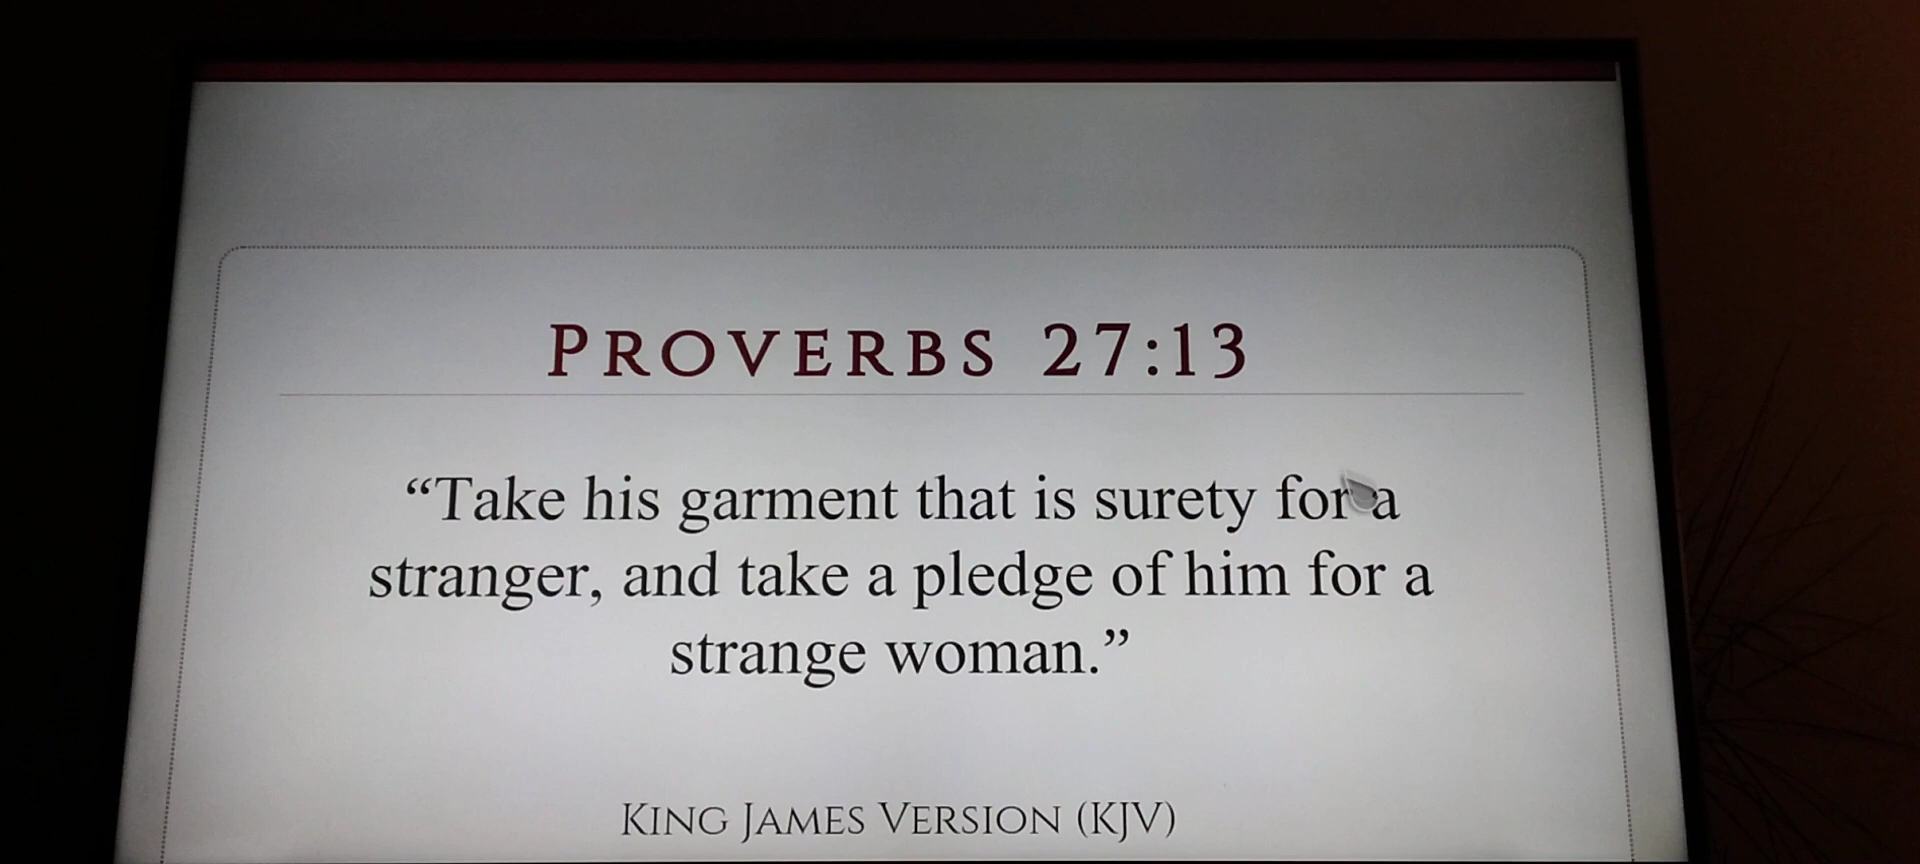 PROVERBS 27:13
“Take his garment that is surety for a
stranger, and take a pledge of him for a
strange woman.”
KING JAMES VERSION (KJV)